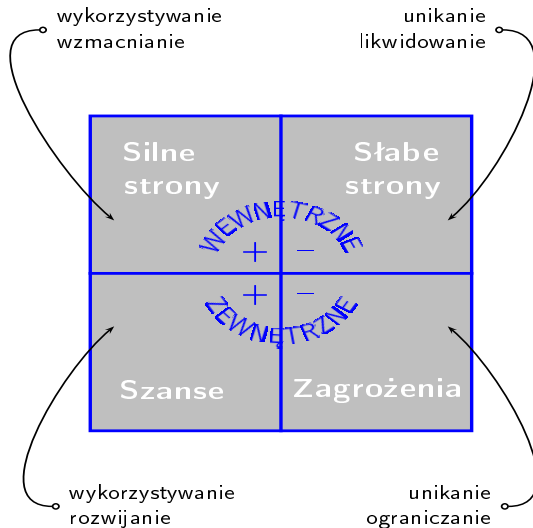 wykorzystywanie
wzmacnianie
unikanie
likwidowanie
Silne
strony
Słabe
strony
WEWNĘTRZNE
+ −
+ −
ZEWNĘTRZNE
Szanse
Zagrożenia
wykorzystywanie
rozwijanie
unikanie
ograniczanie